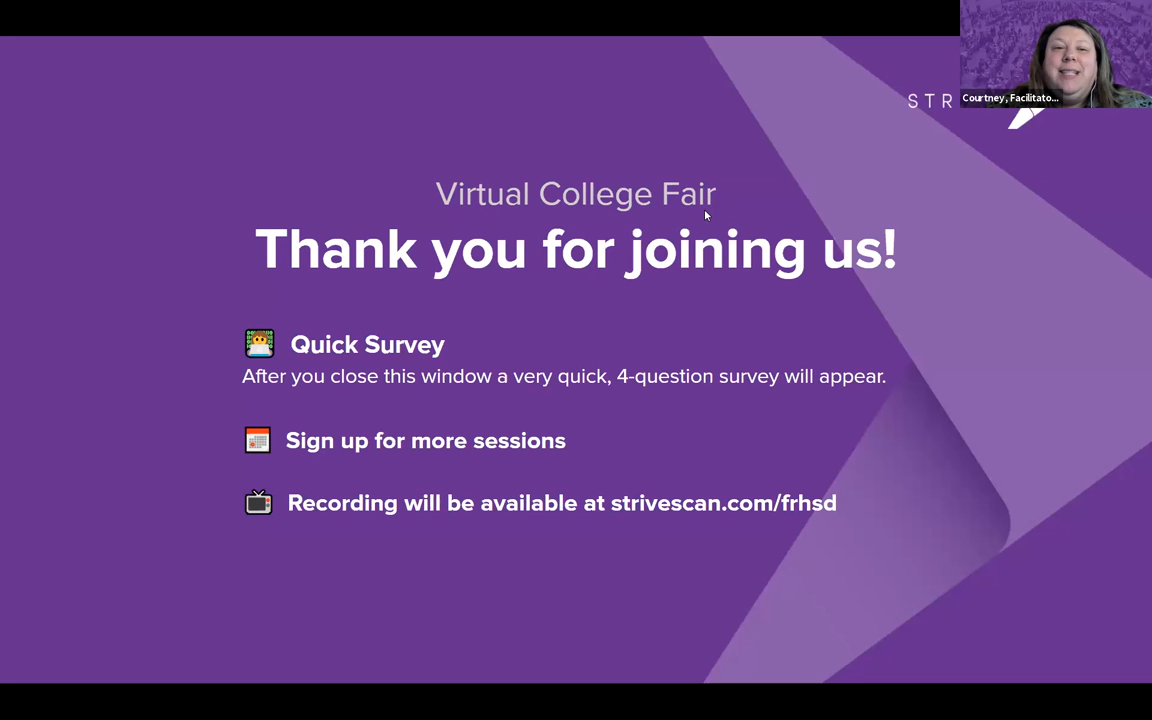 STR
Courtney, Facilitato...
Virtual College Fair
Thank you for joining us!
Quick Survey
After you close this window a very quick, 4-question survey will appear.
Sign up for more sessions
Recording will be available at strivescan.com/frhsd